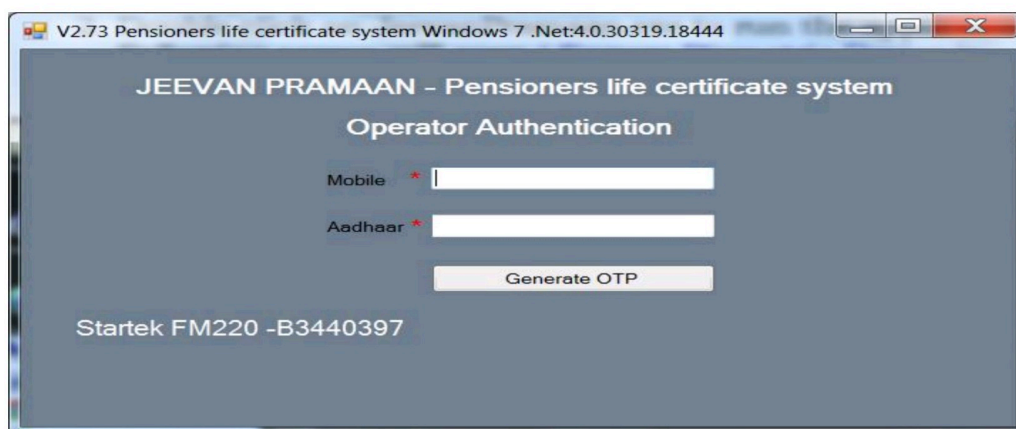 V2.73 Pensioners life certificate system Windows 7 .Net:4.0.30319.18444
JEEVAN PRAMAAN - Pensioners life certificate system
Operator Authentication
Mobile *
Aadhaar *
Generate OTP
Startek FM220 -B3440397